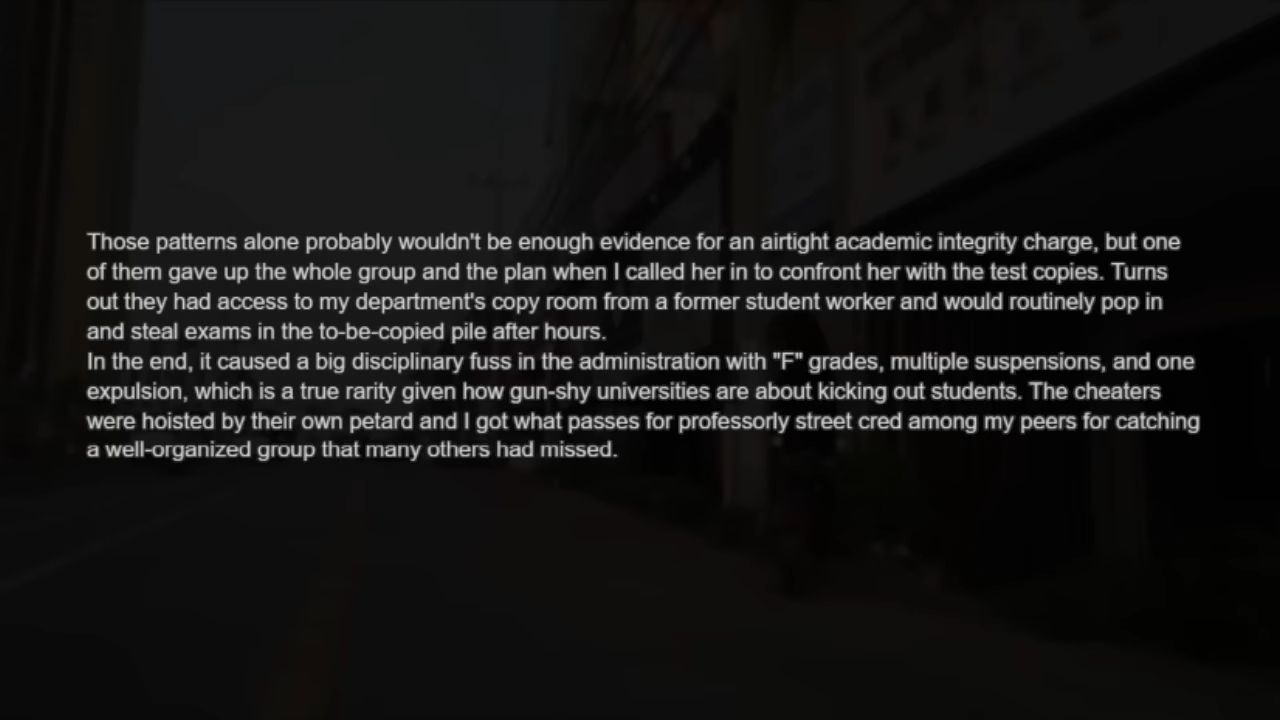 Those patterns alone probably wouldn't be enough evidence for an airtight academic integrity charge, but one
of them gave up the whole group and the plan when I called her in to confront her with the test copies. Turns
out they had access to my department's copy room from a former student worker and would routinely pop in
and steal exams in the to-be-copied pile after hours.
In the end, it caused a big disciplinary fuss in the administration with "F" grades, multiple suspensions, and one
expulsion, which is a true rarity given how gun-shy universities are about kicking out students. The cheaters
were hoisted by their own petard and I got what passes for professorly street cred among my peers for catching
a well-organized group that many others had missed.